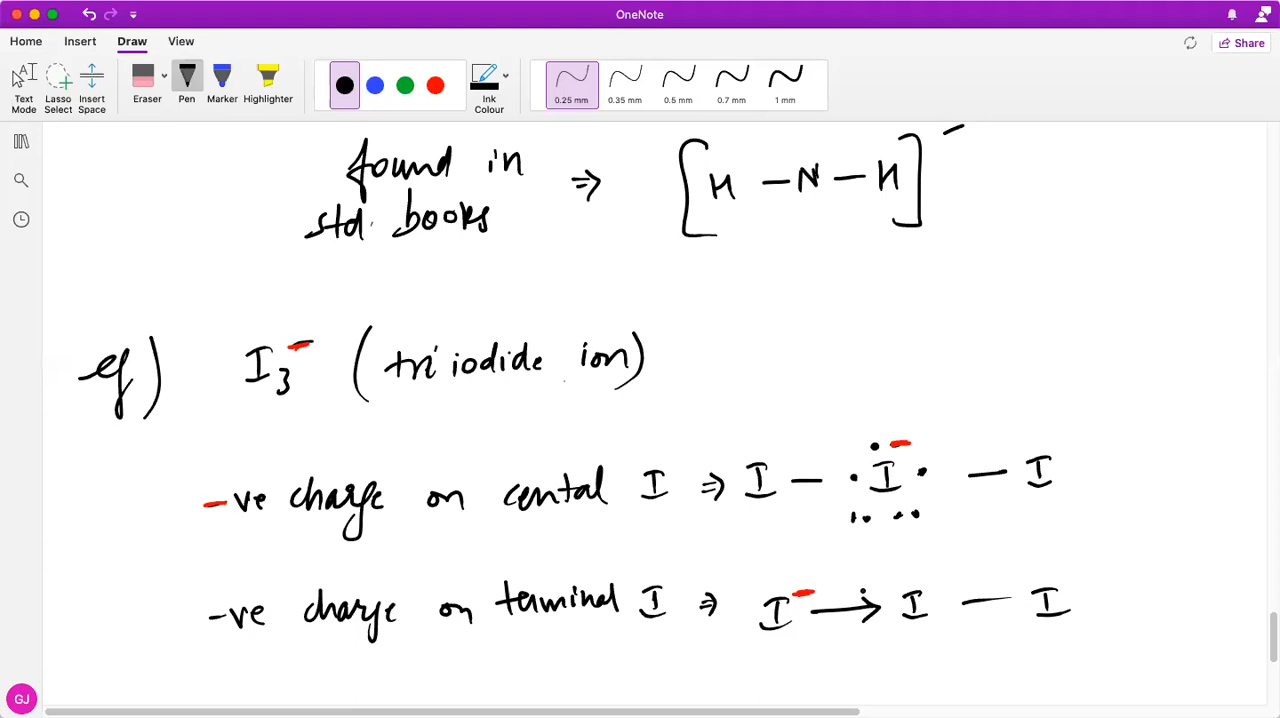 OneNote
Home Insert Draw View
Share
Text Mode
Lasso Select
Insert Space
Eraser
Pen
Marker
Highlighter
Ink Colour
0.25 mm
0.35 mm
0.5 mm
0.7 mm
1 mm
found in ⇒ [H — N — H]⁻
std. books
eg) I₃⁻ (tri iodide ion)
-ve charge on cental I ⇒ I — I⁻ — I
-ve charge on terminal I ⇒ I⁻ → I — I
GJ